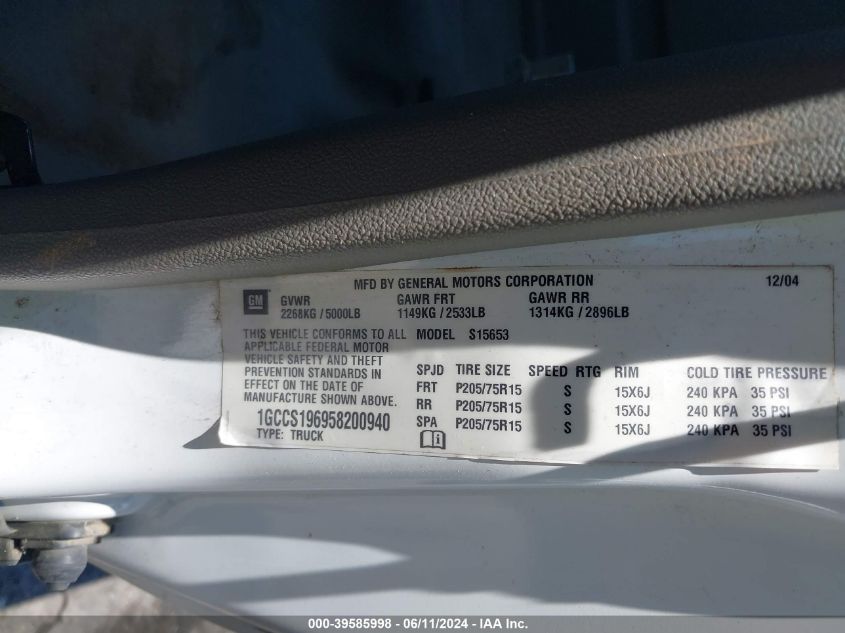 MFD BY GENERAL MOTORS CORPORATION 12/04
GM GVWR GAWR FRT GAWR RR
2268KG / 5000LB 1149KG / 2533LB 1314KG / 2896LB
THIS VEHICLE CONFORMS TO ALL MODEL S15653
APPLICABLE FEDERAL MOTOR
VEHICLE SAFETY AND THEFT
PREVENTION STANDARDS IN
EFFECT ON THE DATE OF
MANUFACTURE SHOWN ABOVE.
1GCCS196958200940
TYPE: TRUCK
SPJD TIRE SIZE SPEED RTG RIM COLD TIRE PRESSURE
FRT P205/75R15 S 15X6J 240 KPA 35 PSI
RR P205/75R15 S 15X6J 240 KPA 35 PSI
SPA P205/75R15 S 15X6J 240 KPA 35 PSI
000-39585998 - 06/11/2024 - IAA Inc.